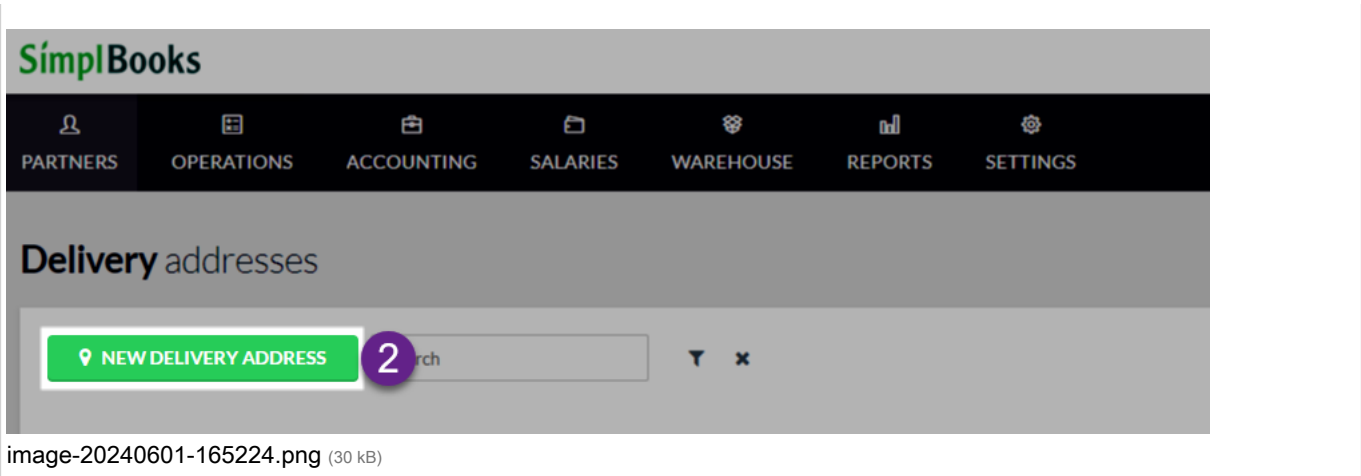 SímplBooks
PARTNERS OPERATIONS ACCOUNTING SALARIES WAREHOUSE REPORTS SETTINGS
Delivery addresses
NEW DELIVERY ADDRESS 2 rch
image-20240601-165224.png (30 kB)